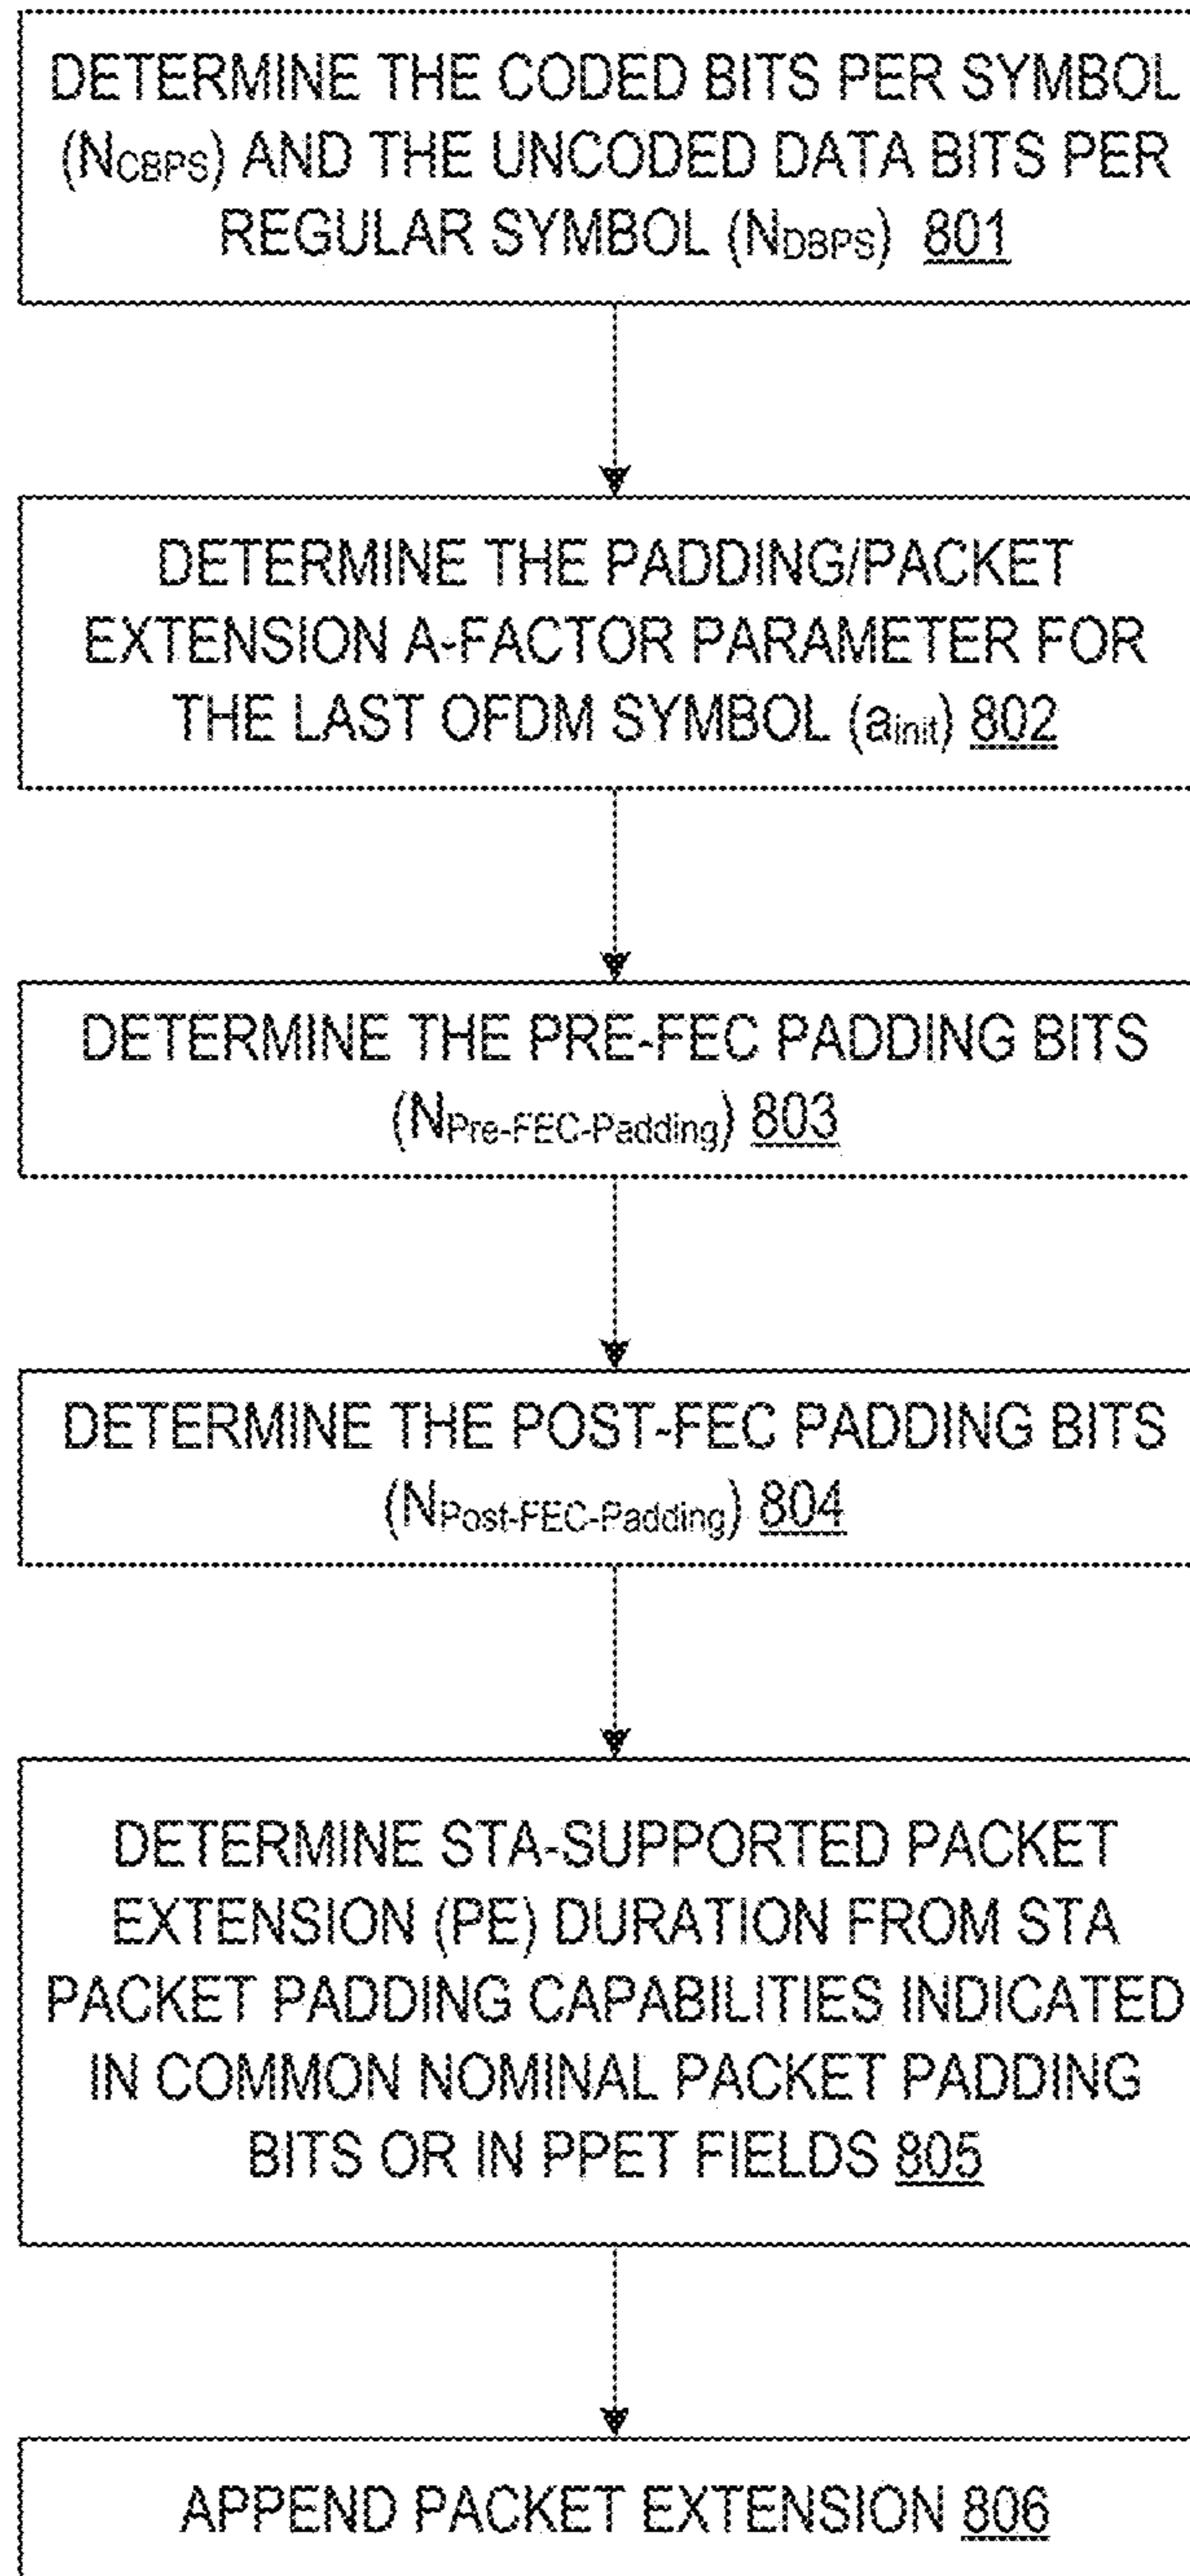 DETERMINE THE CODED BITS PER SYMBOL
(NCBPS) AND THE UNCODED DATA BITS PER
REGULAR SYMBOL (NDBPS) 801
DETERMINE THE PADDING/PACKET
EXTENSION A-FACTOR PARAMETER FOR
THE LAST OFDM SYMBOL (ainit) 802
DETERMINE THE PRE-FEC PADDING BITS
(NPre-FEC-Padding) 803
DETERMINE THE POST-FEC PADDING BITS
(NPost-FEC-Padding) 804
DETERMINE STA-SUPPORTED PACKET
EXTENSION (PE) DURATION FROM STA
PACKET PADDING CAPABILITIES INDICATED
IN COMMON NOMINAL PACKET PADDING
BITS OR IN PPET FIELDS 805
APPEND PACKET EXTENSION 806